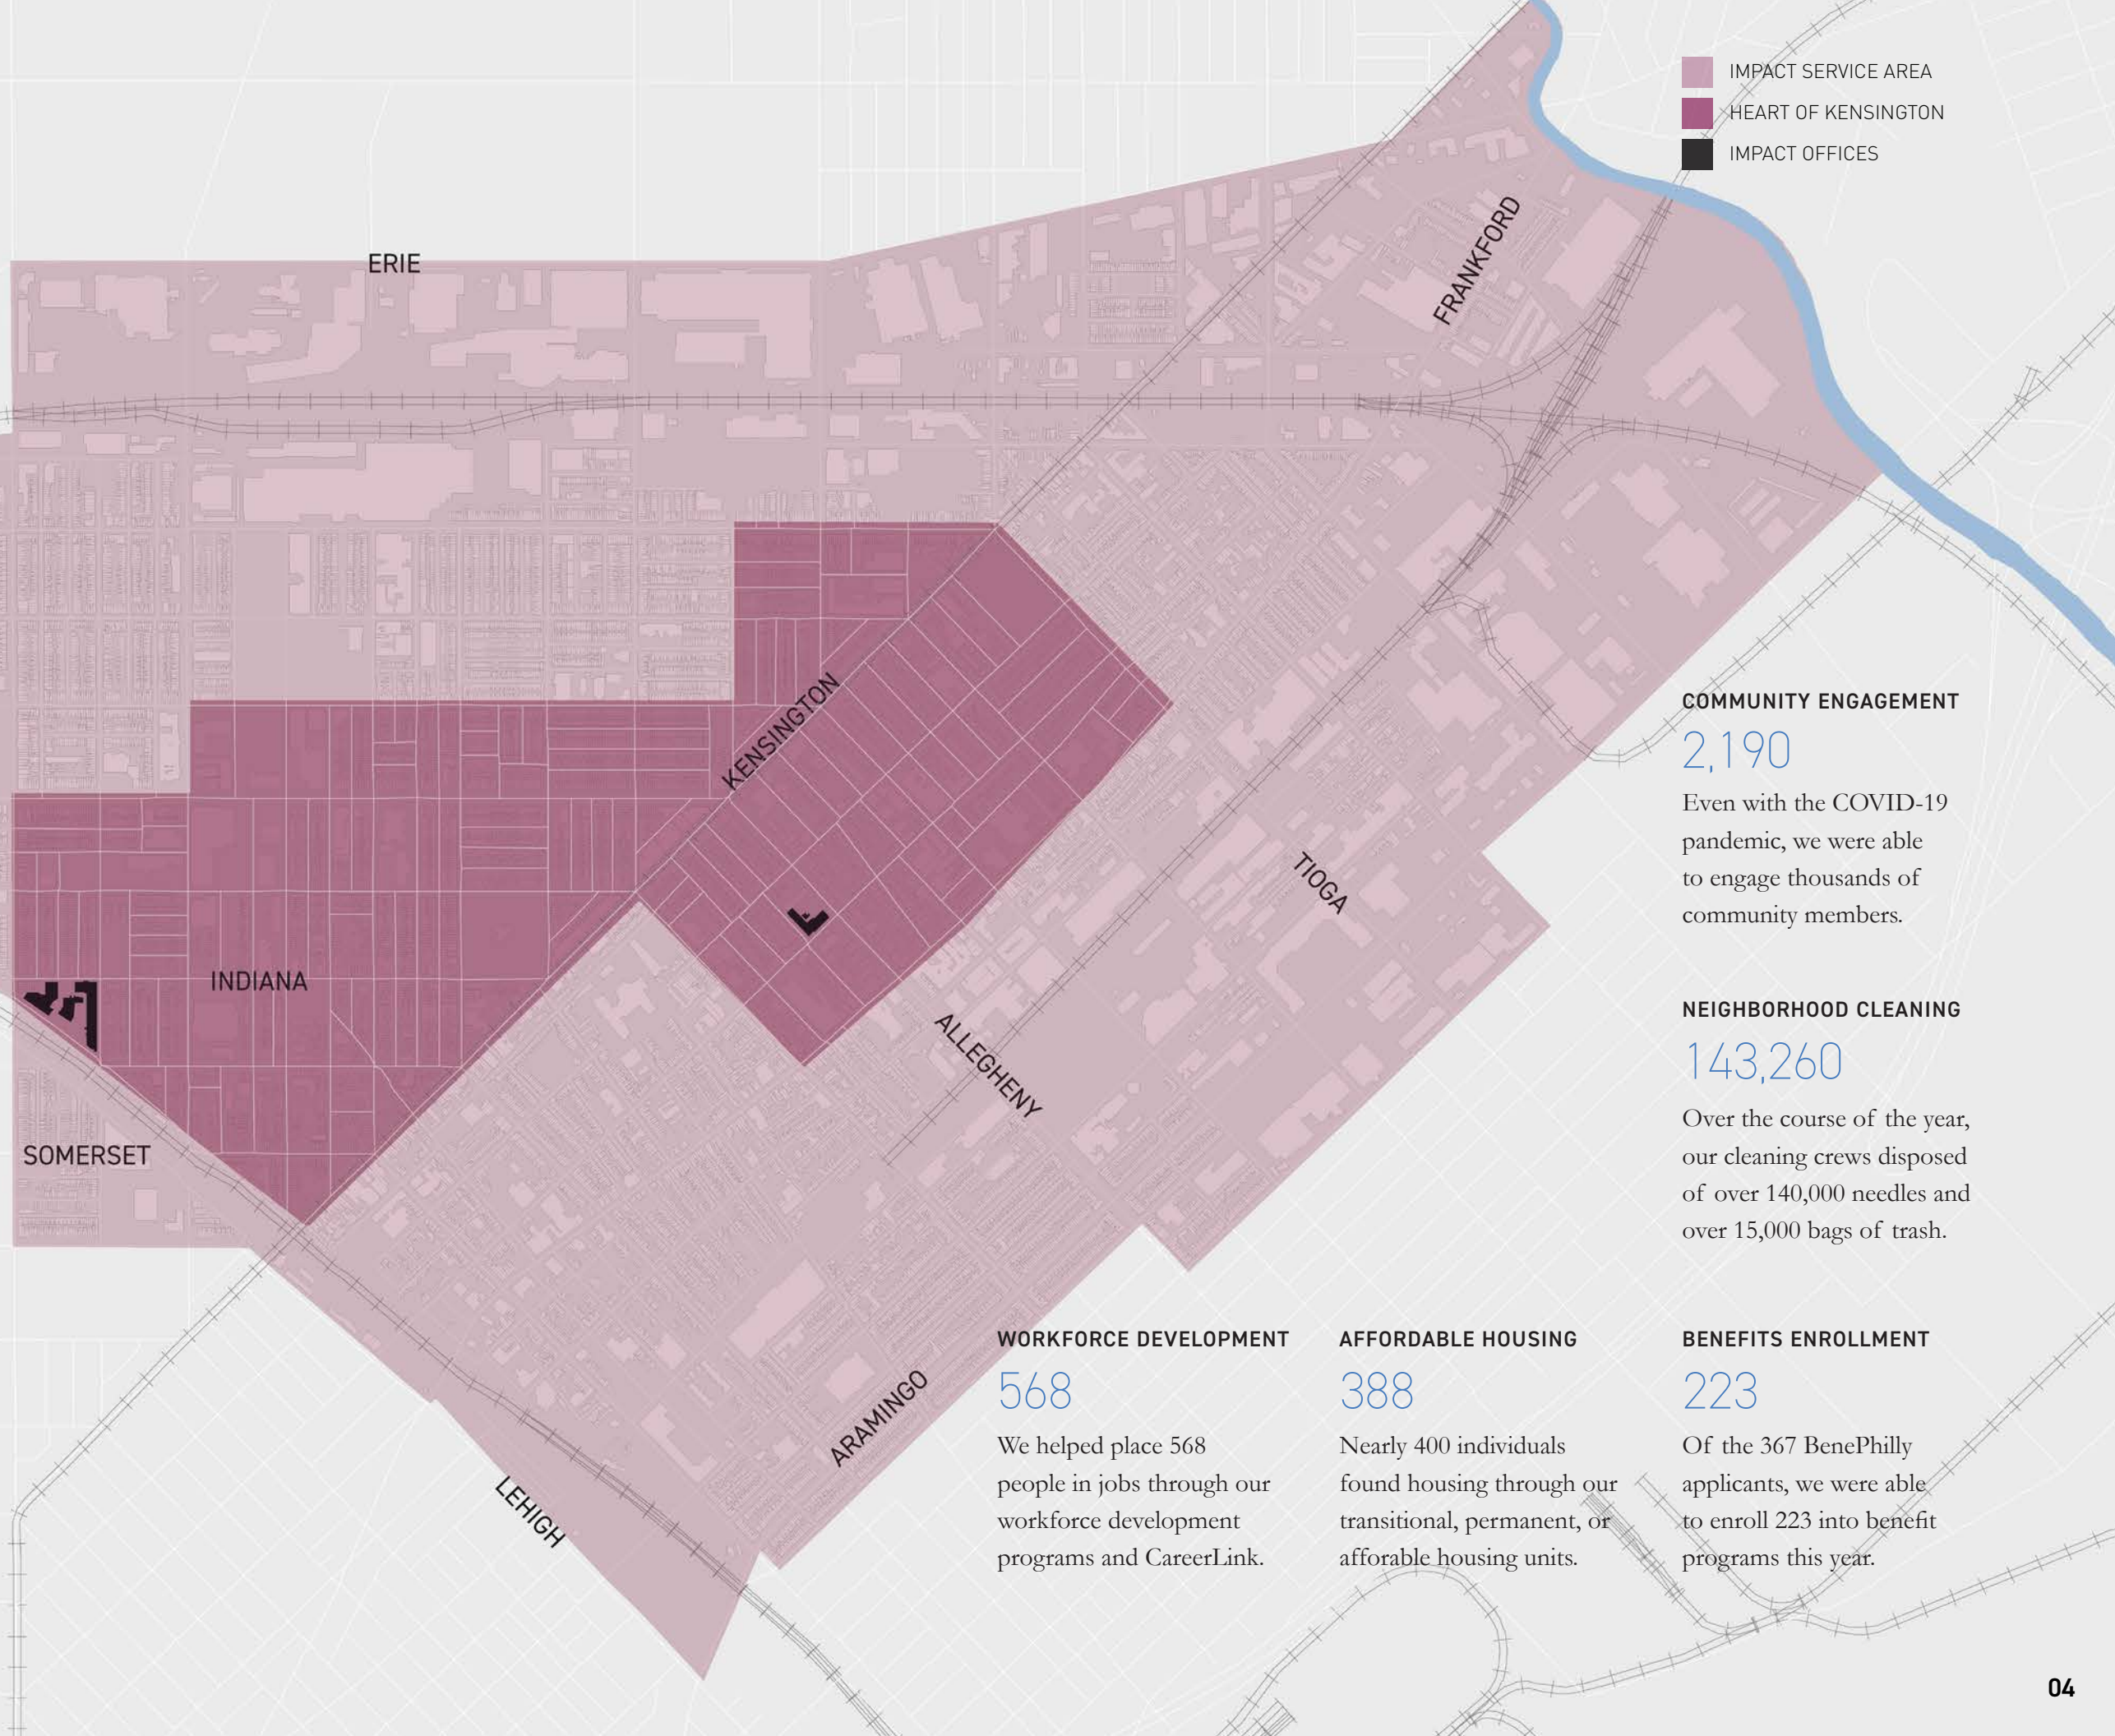 IMPACT SERVICE AREA
HEART OF KENSINGTON
IMPACT OFFICES
ERIE
FRANKFORD
KENSINGTON
TIOGA
INDIANA
ALLEGHENY
SOMERSET
ARAMINGO
LEHIGH
COMMUNITY ENGAGEMENT
2,190
Even with the COVID-19
pandemic, we were able
to engage thousands of
community members.
NEIGHBORHOOD CLEANING
143,260
Over the course of the year,
our cleaning crews disposed
of over 140,000 needles and
over 15,000 bags of trash.
WORKFORCE DEVELOPMENT
568
We helped place 568
people in jobs through our
workforce development
programs and CareerLink.
AFFORDABLE HOUSING
388
Nearly 400 individuals
found housing through our
transitional, permanent, or
afforable housing units.
BENEFITS ENROLLMENT
223
Of the 367 BenePhilly
applicants, we were able
to enroll 223 into benefit
programs this year.
04